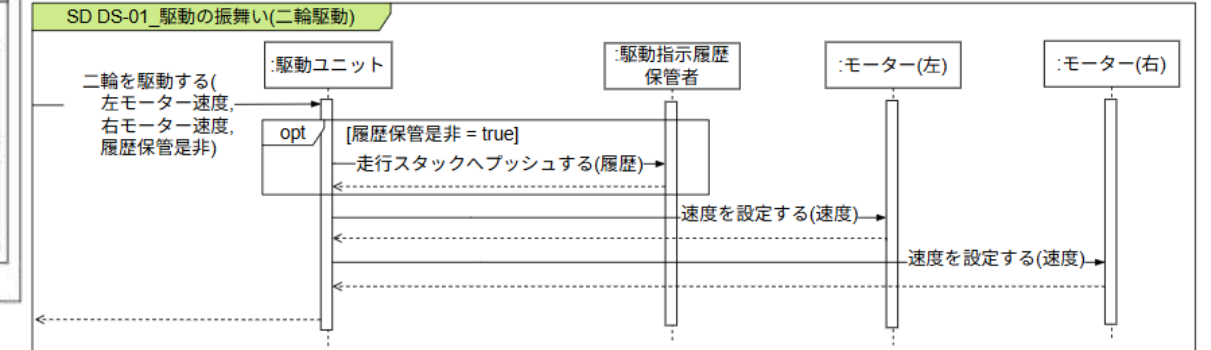 SD DS-01_駆動の振舞い(二輪駆動)
:駆動ユニット
:駆動指示履歴
保管者
:モーター(左)
:モーター(右)
二輪を駆動する(
左モーター速度,
右モーター速度,
履歴保管是非)
opt
[履歴保管是非 = true]
走行スタックへプッシュする(履歴)
速度を設定する(速度)
速度を設定する(速度)